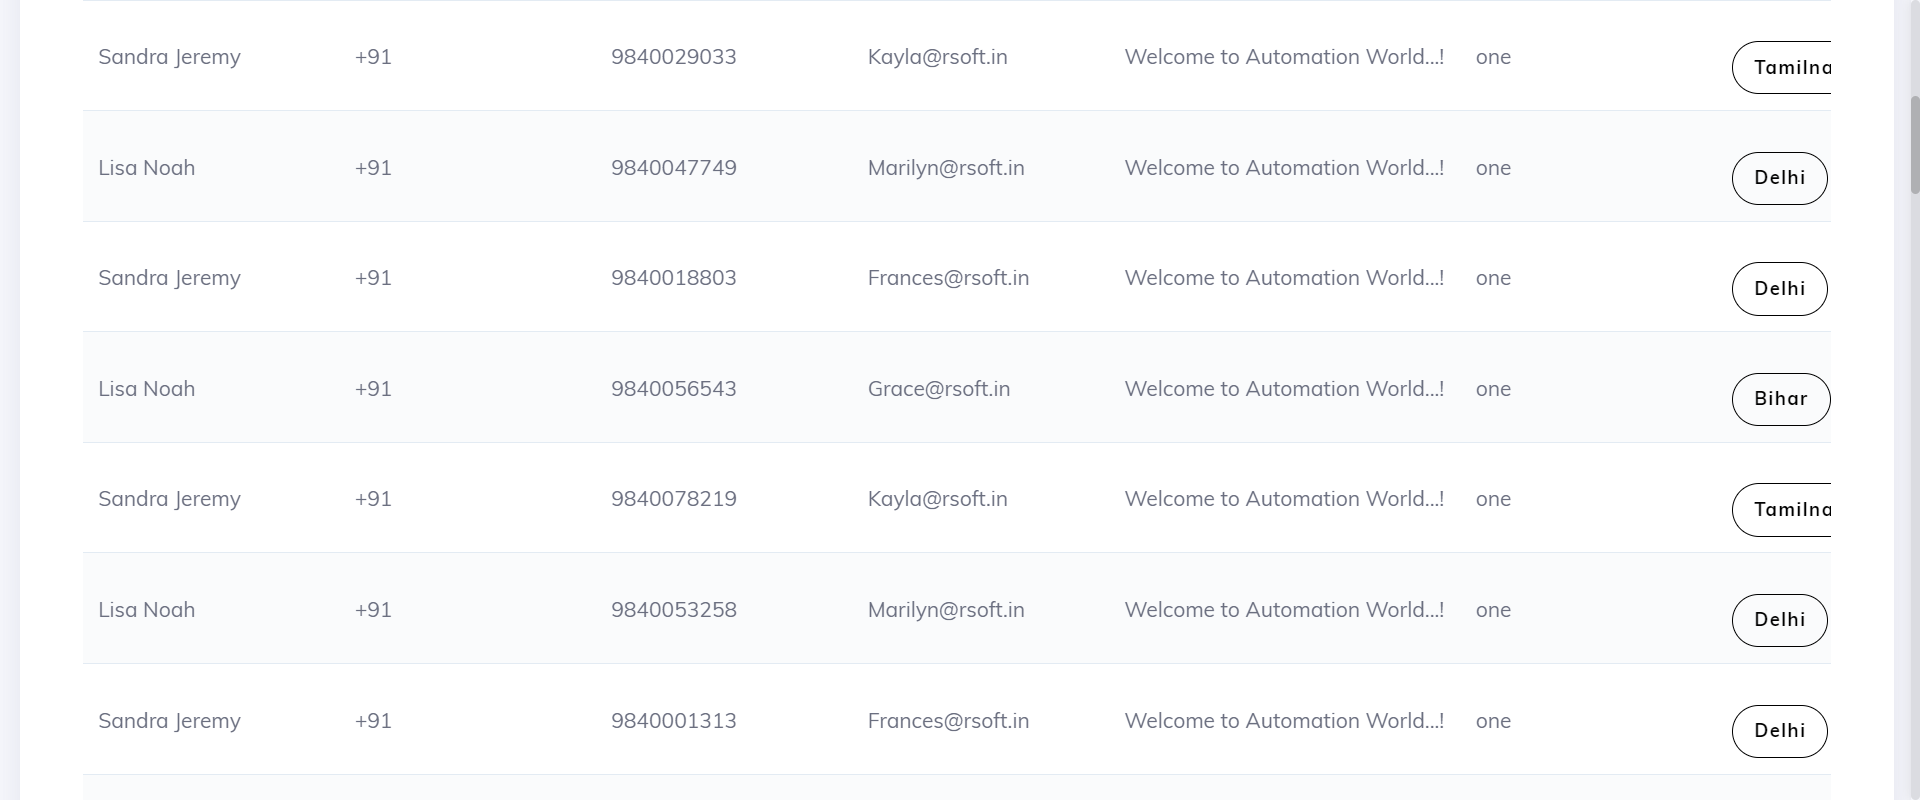 Sandra Jeremy +91 9840029033 Kayla@rsoft.in Welcome to Automation World...! one Tamilna
Lisa Noah +91 9840047749 Marilyn@rsoft.in Welcome to Automation World...! one Delhi
Sandra Jeremy +91 9840018803 Frances@rsoft.in Welcome to Automation World...! one Delhi
Lisa Noah +91 9840056543 Grace@rsoft.in Welcome to Automation World...! one Bihar
Sandra Jeremy +91 9840078219 Kayla@rsoft.in Welcome to Automation World...! one Tamilna
Lisa Noah +91 9840053258 Marilyn@rsoft.in Welcome to Automation World...! one Delhi
Sandra Jeremy +91 9840001313 Frances@rsoft.in Welcome to Automation World...! one Delhi